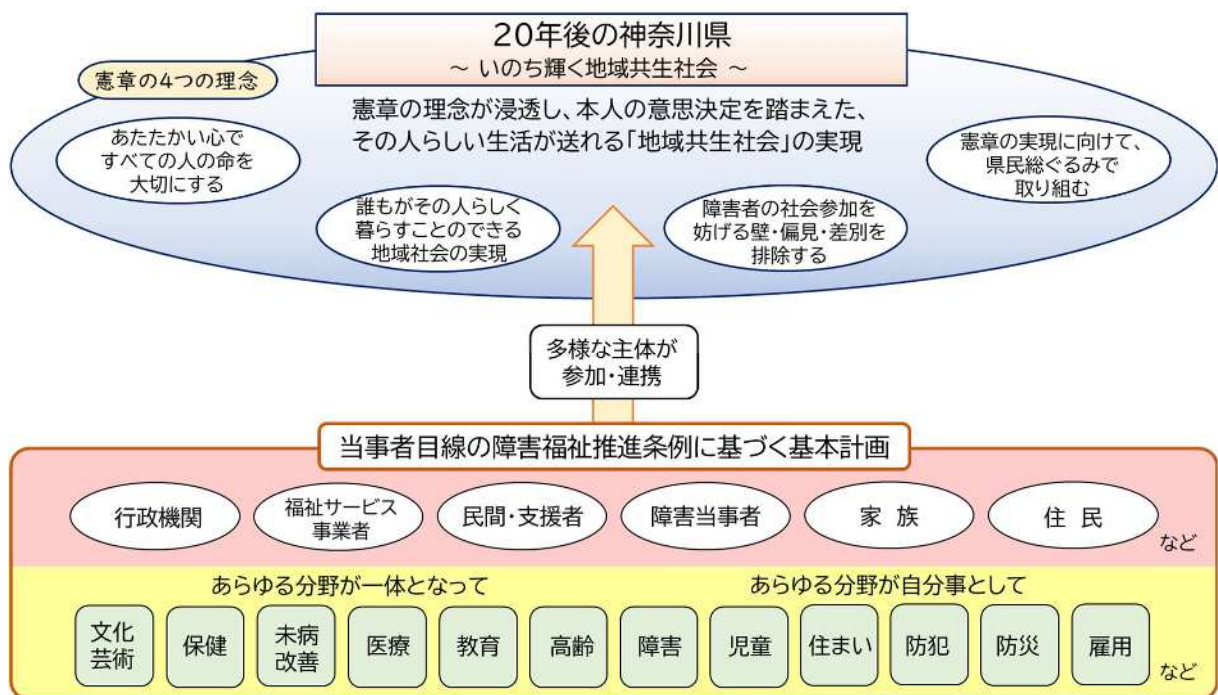 20年後の神奈川県
～ いのち輝く地域共生社会 ～
憲章の4つの理念
憲章の理念が浸透し、本人の意思決定を踏まえた、
その人らしい生活が送れる「地域共生社会」の実現
あたたかい心で
すべての人の命を
大切にする
誰もがその人らしく
暮らすことのできる
地域社会の実現
障害者の社会参加を
妨げる壁・偏見・差別を
排除する
憲章の実現に向けて、
県民総ぐるみで
取り組む
多様な主体が
参加・連携
当事者目線の障害福祉推進条例に基づく基本計画
行政機関
福祉サービス
事業者
民間・支援者
障害当事者
家 族
住 民
など
あらゆる分野が一体となって
あらゆる分野が自分事として
文化
芸術
保健
未病
改善
医療
教育
高齢
障害
児童
住まい
防犯
防災
雇用
など